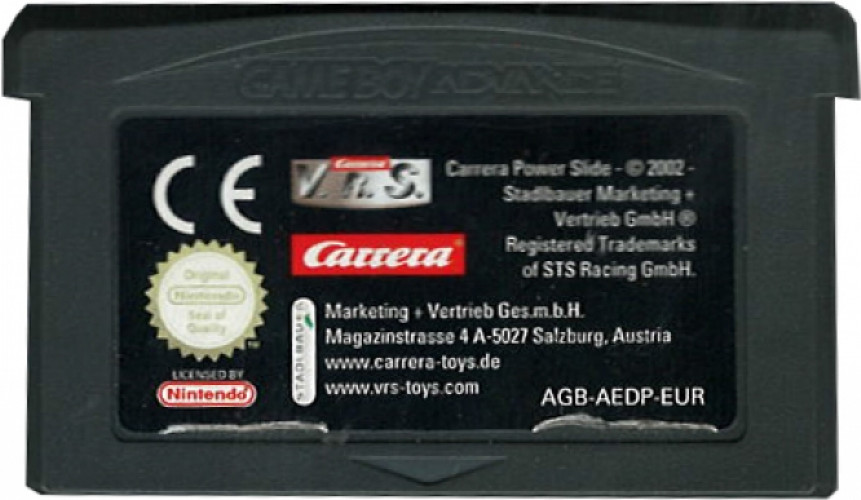 GAME BOY ADVANCE
CE
Carrera
V.R.S.
Carrera Power Slide - © 2002 -
Stadlbauer Marketing +
Vertrieb GmbH ®
Registered Trademarks
of STS Racing GmbH.
Carrera®
Original
Nintendo
Seal of
Quality
TM
LICENSED BY
Nintendo
STADLBAUER
Marketing + Vertrieb Ges.m.b.H.
Magazinstrasse 4 A-5027 Salzburg, Austria
www.carrera-toys.de
www.vrs-toys.com
AGB-AEDP-EUR